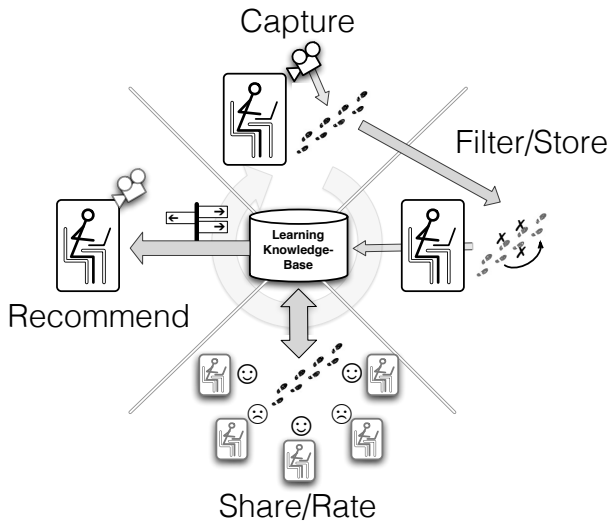 Capture
Filter/Store
Learning
Knowledge-
Base
Recommend
Share/Rate